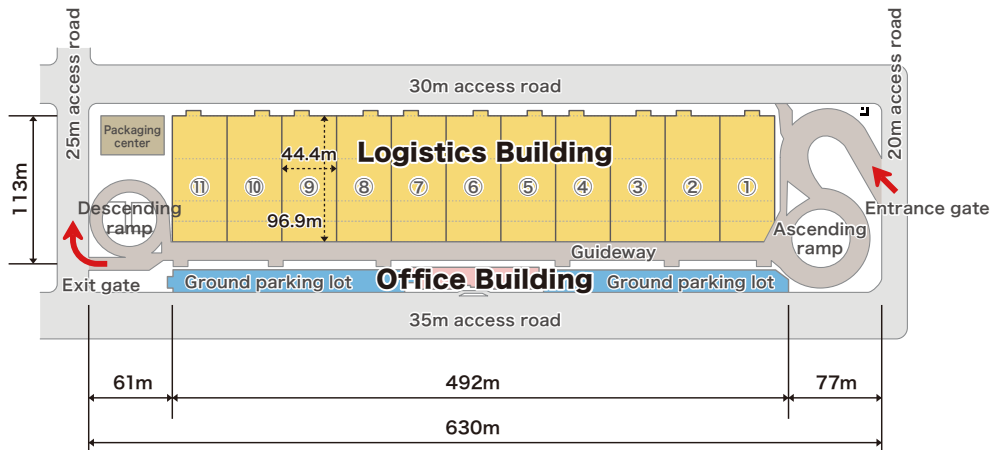 25m access road
30m access road
20m access road
Packaging
center
44.4m
Logistics Building
113m
⑪ ⑩ ⑨ ⑧ ⑦ ⑥ ⑤ ④ ③ ② ①
96.9m
Descending
ramp
Entrance gate
Ascending
ramp
Guideway
Exit gate
Ground parking lot
Office Building
Ground parking lot
35m access road
61m
492m
77m
630m